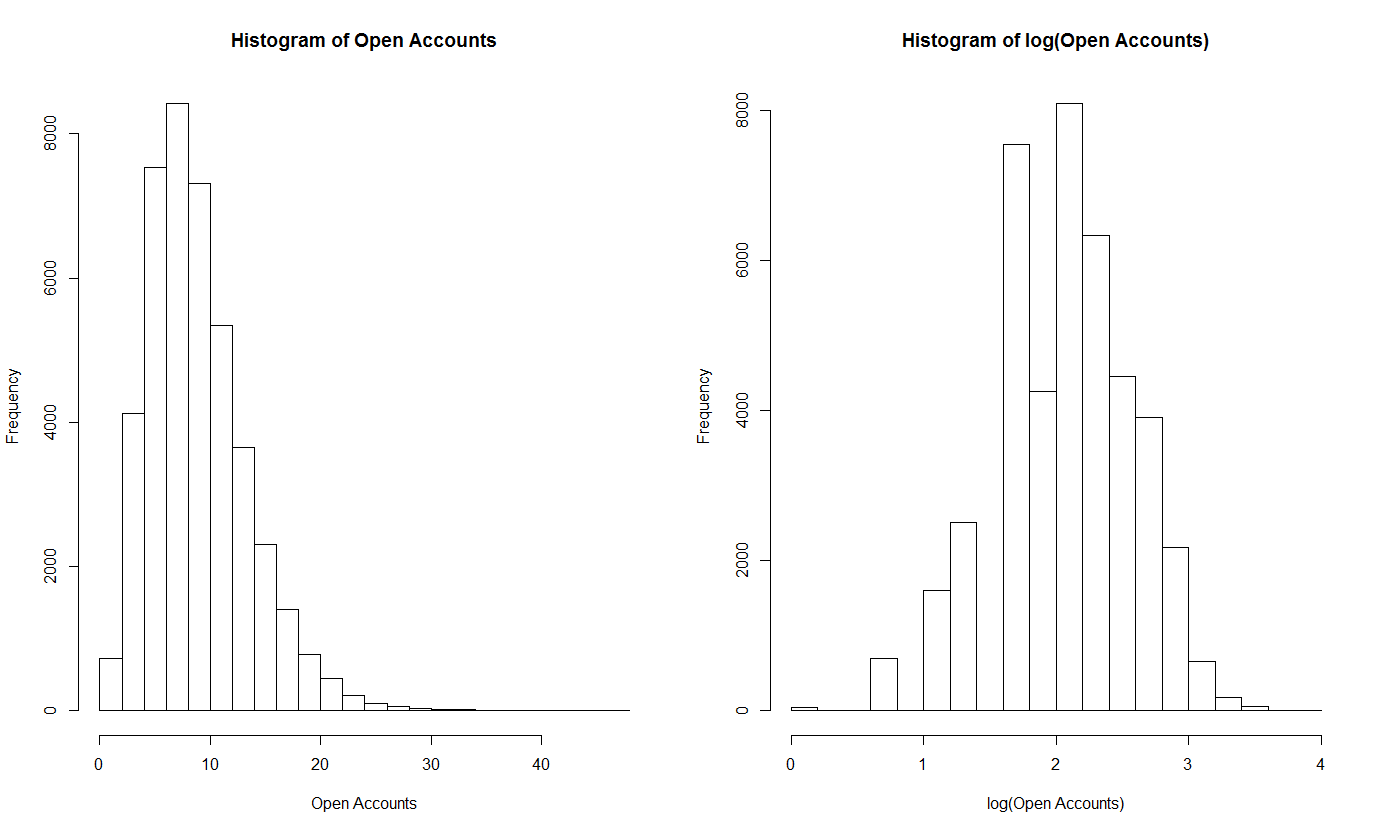 Histogram of Open Accounts
Frequency
8000
6000
4000
2000
0
0 10 20 30 40
Open Accounts
Histogram of log(Open Accounts)
Frequency
8000
6000
4000
2000
0
0 1 2 3 4
log(Open Accounts)